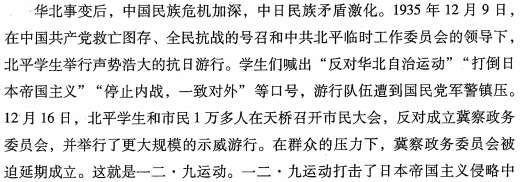 华北事变后，中国民族危机加深，中日民族矛盾激化。1935 年 12 月 9 日，
在中国共产党救亡图存、全民抗战的号召和中共北平临时工作委员会的领导下，
北平学生举行声势浩大的抗日游行。学生们喊出“反对华北自治运动”“打倒日
本帝国主义”“停止内战，一致对外”等口号，游行队伍遭到国民党军警镇压。
12 月 16 日，北平学生和市民 1 万多人在天桥召开市民大会，反对成立冀察政务
委员会，并举行了更大规模的示威游行。在群众的压力下，冀察政务委员会被
迫延期成立。这就是一二·九运动。一二·九运动打击了日本帝国主义侵略中